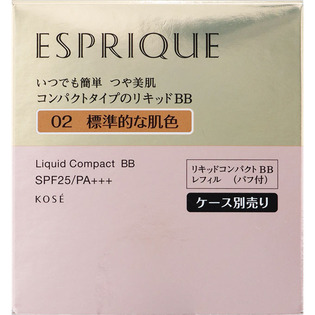 ESPRIQUE
いつでも簡単 つや美肌
コンパクトタイプのリキッドBB
02 標準的な肌色
Liquid Compact BB
SPF25/PA+++
KOSÉ
リキッドコンパクトBB
レフィル (パフ付)
ケース別売り